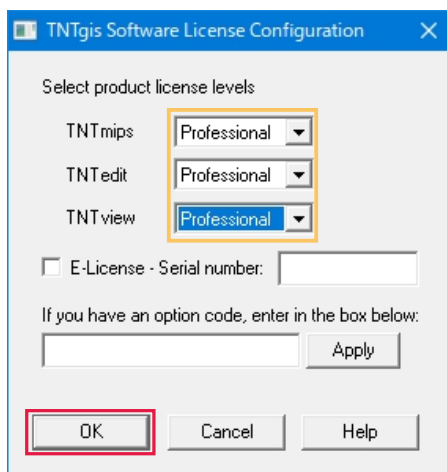 TNTgis Software License Configuration
Select product license levels
TNTmips Professional
TNTedit Professional
TNTview Professional
E-License - Serial number:
If you have an option code, enter in the box below:
Apply
OK Cancel Help